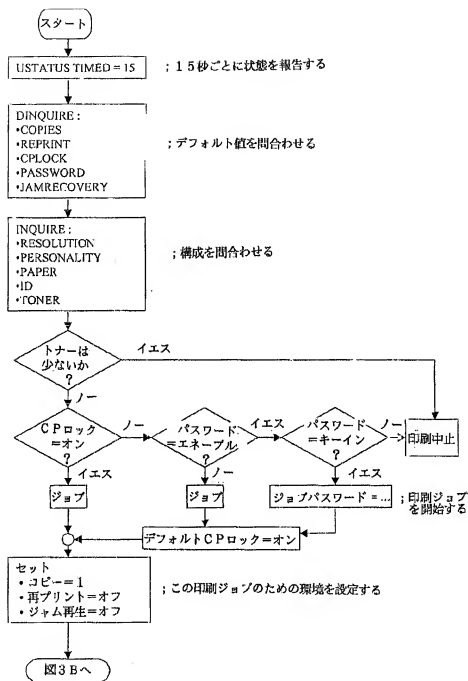 スタート
USTATUS TIMED = 15
;15秒ごとに状態を報告する
DINQUIRE :
•COPIES
•REPRINT
•CPLOCK
•PASSWORD
•JAMRECOVERY
;デフォルト値を問合わせる
INQUIRE :
•RESOLUTION
•PERSONALITY
•PAPER
•ID
•TONER
;構成を問合わせる
トナーは
少ないか
?
イエス
ノー
CPロック
=オン
?
ノー
パスワード
=エネーブル
?
イエス
パスワード
=キーイン
?
ノー
印刷中止
イエス
ノー
イエス
ジョブ
ジョブ
ジョブパスワード=...
;印刷ジョブ
を開始する
デフォルトCPロック=オン
セット
・コピー=1
・再プリント=オフ
・ジャム再生=オフ
;この印刷ジョブのための環境を設定する
図3Bへ